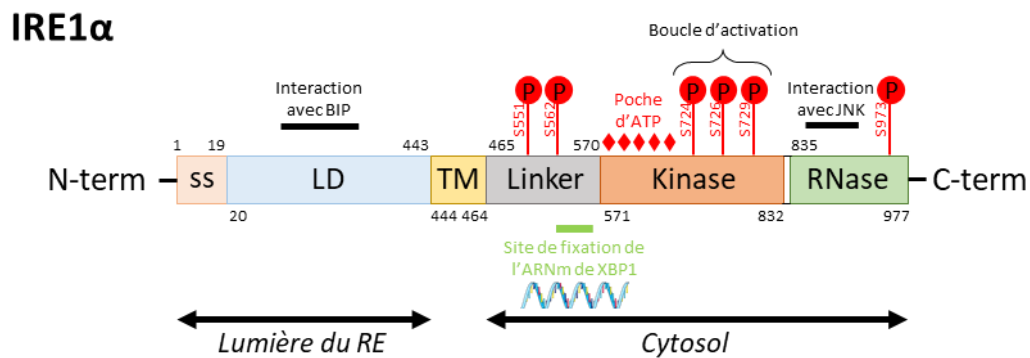 IRE1α
Boucle d'activation
Interaction
avec BIP
P P P P P Interaction P
avec JNK
S551 S562 Poche
d'ATP
S724 S726 S729 S973
1 19 443 465 570 835
N-term ss LD TM Linker Kinase RNase C-term
20 444 464 571 832 977
Site de fixation de
l'ARNm de XBP1
Lumière du RE Cytosol